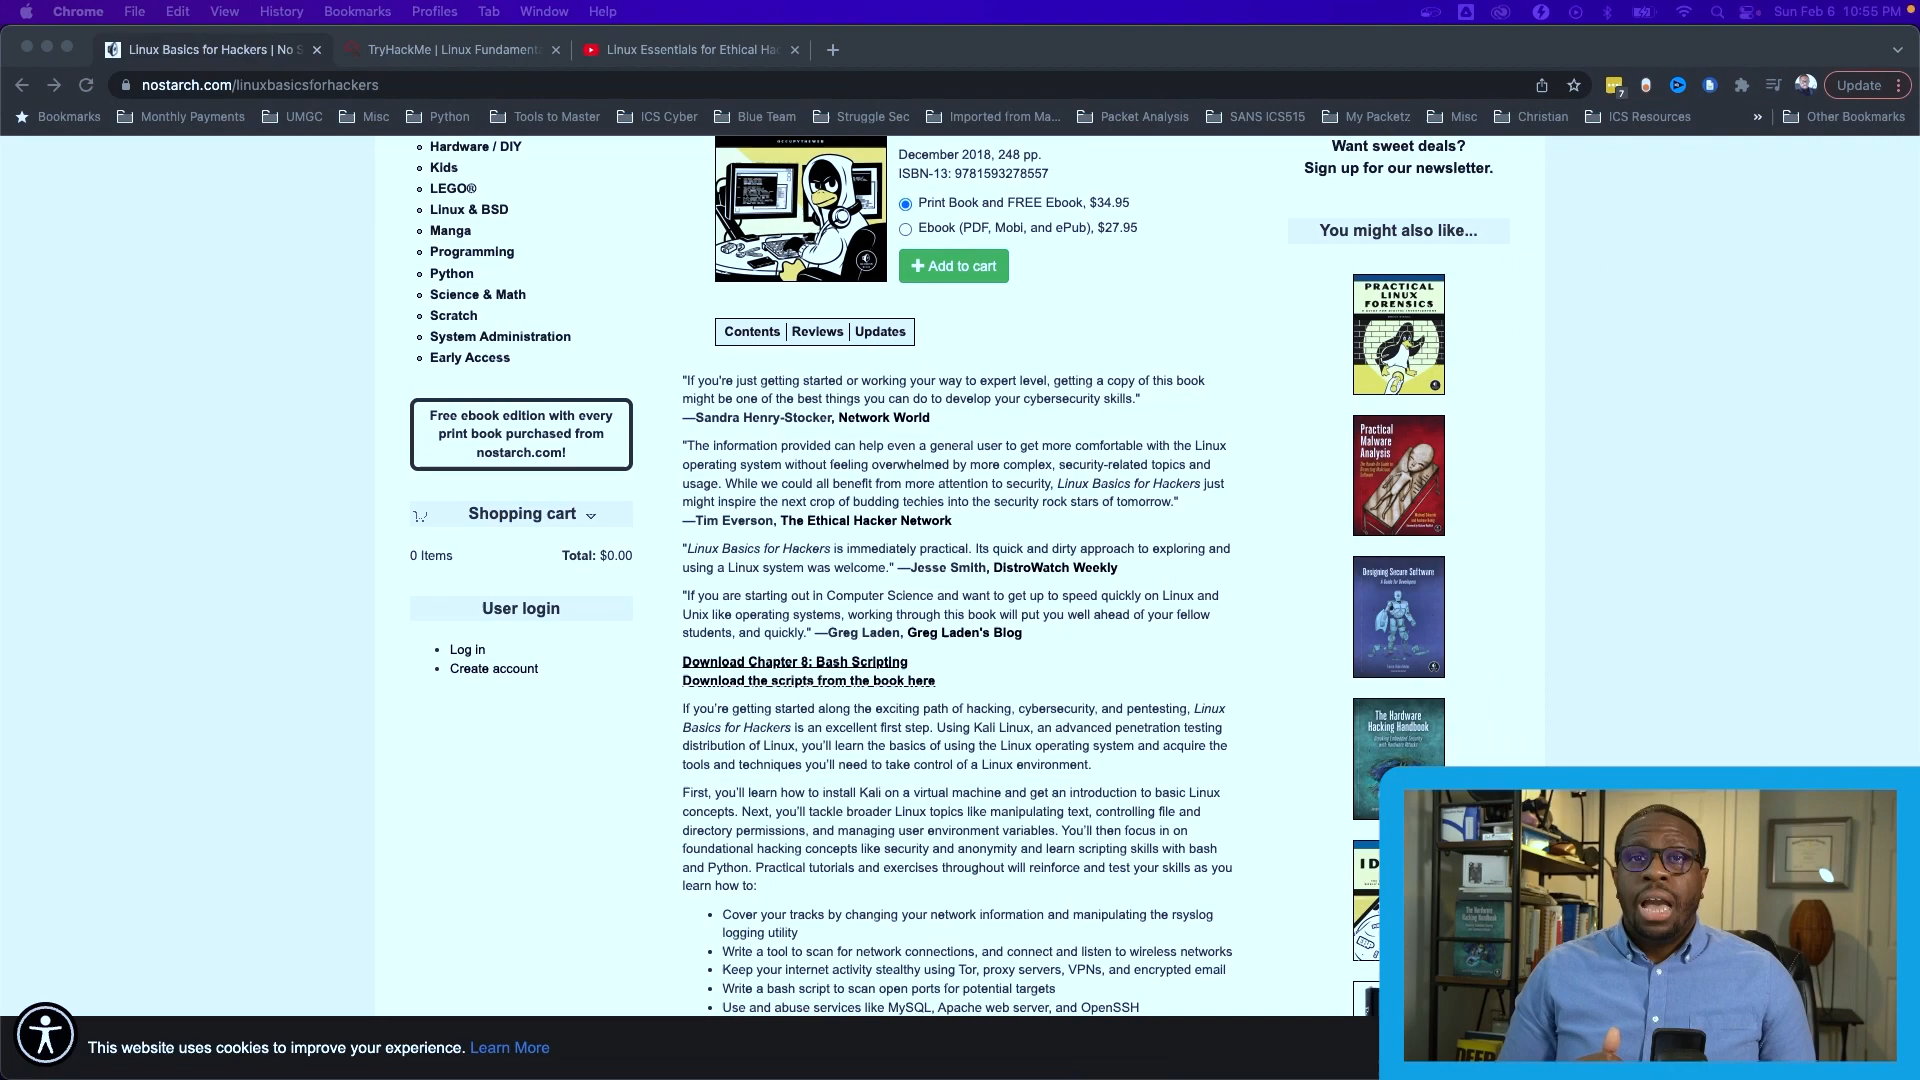 Chrome File Edit View History Bookmarks Profiles Tab Window Help Sun Feb 6 10:55 PM
Linux Basics for Hackers | No S TryHackMe | Linux Fundament Linux Essentials for Ethical Ha
nostarch.com/linuxbasicsforhackers 7 Update
Bookmarks Monthly Payments UMGC Misc Python Tools to Master ICS Cyber Blue Team Struggle Sec Imported from Ma... Packet Analysis SANS ICS515 My Packetz Misc Christian ICS Resources » Other Bookmarks
Hardware / DIY
Kids
LEGO®
Linux & BSD
Manga
Programming
Python
Science & Math
Scratch
System Administration
Early Access
Free ebook edition with every
print book purchased from
nostarch.com!
Shopping cart
0 Items Total: $0.00
User login
Log in
Create account
OCCUPYTHEWEB
December 2018, 248 pp.
ISBN-13: 9781593278557
Print Book and FREE Ebook, $34.95
Ebook (PDF, Mobi, and ePub), $27.95
Add to cart
Contents Reviews Updates
"If you're just getting started or working your way to expert level, getting a copy of this book
might be one of the best things you can do to develop your cybersecurity skills."
—Sandra Henry-Stocker, Network World
"The information provided can help even a general user to get more comfortable with the Linux
operating system without feeling overwhelmed by more complex, security-related topics and
usage. While we could all benefit from more attention to security, Linux Basics for Hackers just
might inspire the next crop of budding techies into the security rock stars of tomorrow."
—Tim Everson, The Ethical Hacker Network
"Linux Basics for Hackers is immediately practical. Its quick and dirty approach to exploring and
using a Linux system was welcome." —Jesse Smith, DistroWatch Weekly
"If you are starting out in Computer Science and want to get up to speed quickly on Linux and
Unix like operating systems, working through this book will put you well ahead of your fellow
students, and quickly." —Greg Laden, Greg Laden's Blog
Download Chapter 8: Bash Scripting
Download the scripts from the book here
If you’re getting started along the exciting path of hacking, cybersecurity, and pentesting, Linux
Basics for Hackers is an excellent first step. Using Kali Linux, an advanced penetration testing
distribution of Linux, you’ll learn the basics of using the Linux operating system and acquire the
tools and techniques you’ll need to take control of a Linux environment.
First, you’ll learn how to install Kali on a virtual machine and get an introduction to basic Linux
concepts. Next, you’ll tackle broader Linux topics like manipulating text, controlling file and
directory permissions, and managing user environment variables. You’ll then focus in on
foundational hacking concepts like security and anonymity and learn scripting skills with bash
and Python. Practical tutorials and exercises throughout will reinforce and test your skills as you
learn how to:
Cover your tracks by changing your network information and manipulating the rsyslog
logging utility
Write a tool to scan for network connections, and connect and listen to wireless networks
Keep your internet activity stealthy using Tor, proxy servers, VPNs, and encrypted email
Write a bash script to scan open ports for potential targets
Use and abuse services like MySQL, Apache web server, and OpenSSH
Want sweet deals?
Sign up for our newsletter.
You might also like...
PRACTICAL
LINUX
FORENSICS
Practical
Malware
Analysis
Designing Secure Software
A Guide for Developers
The Hardware
Hacking Handbook
Breaking Embedded Security
with Hardware Attacks
ID
The Hardware
Hacking Handbook
DEEP
This website uses cookies to improve your experience. Learn More